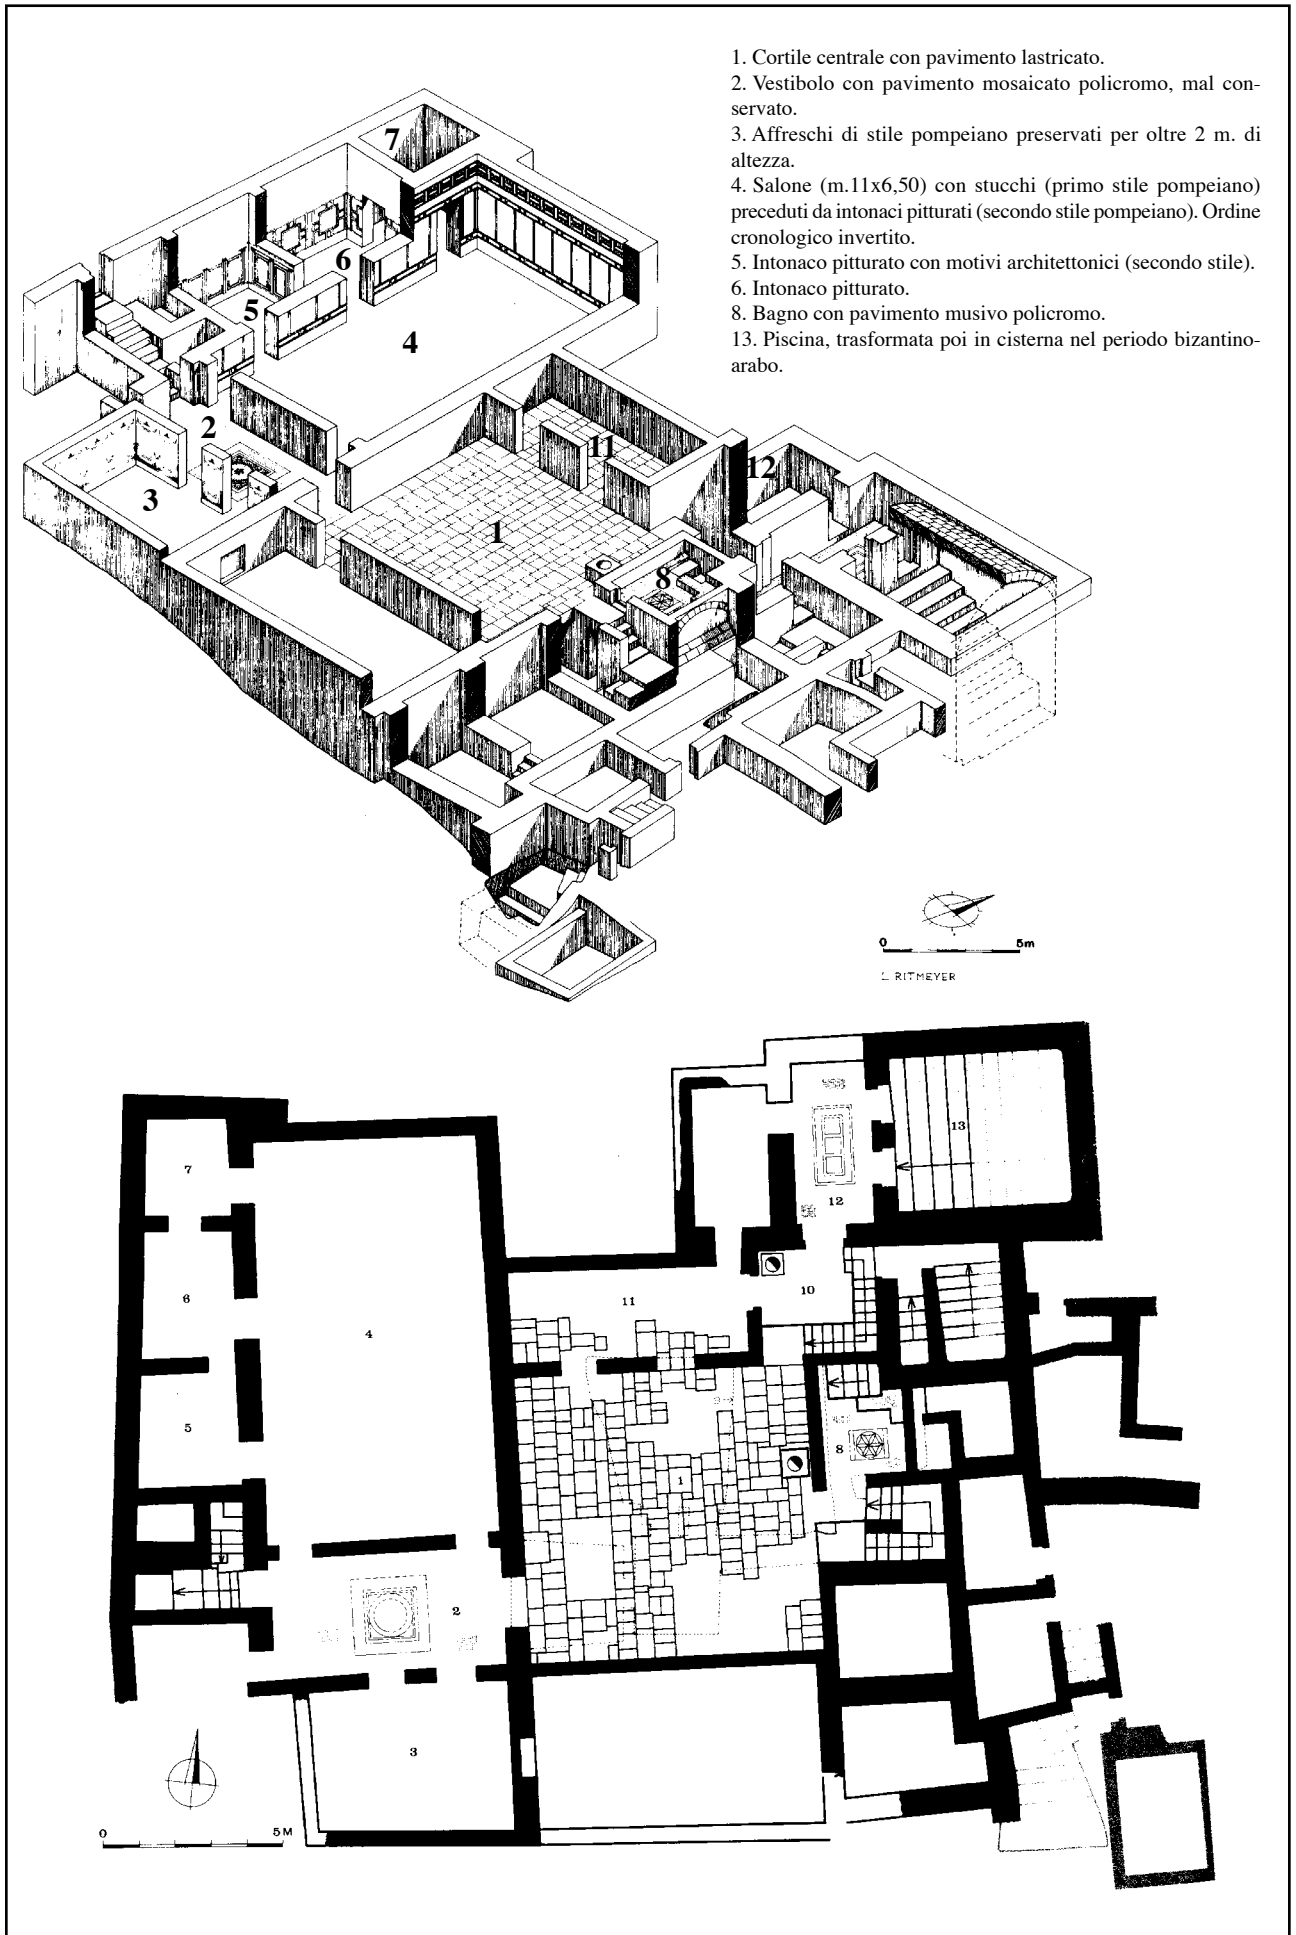 1. Cortile centrale con pavimento lastricato.
2. Vestibolo con pavimento mosaicato policromo, mal con-
servato.
3. Affreschi di stile pompeiano preservati per oltre 2 m. di
altezza.
4. Salone (m.11x6,50) con stucchi (primo stile pompeiano)
preceduti da intonaci pitturati (secondo stile pompeiano). Ordine
cronologico invertito.
5. Intonaco pitturato con motivi architettonici (secondo stile).
6. Intonaco pitturato.
8. Bagno con pavimento musivo policromo.
13. Piscina, trasformata poi in cisterna nel periodo bizantino-
arabo.
7
6
5
4
2
11
12
3
1
8
0 5m
L RITMEYER
13
7
12
6
10
11
4
5
8
1
2
3
0 5M